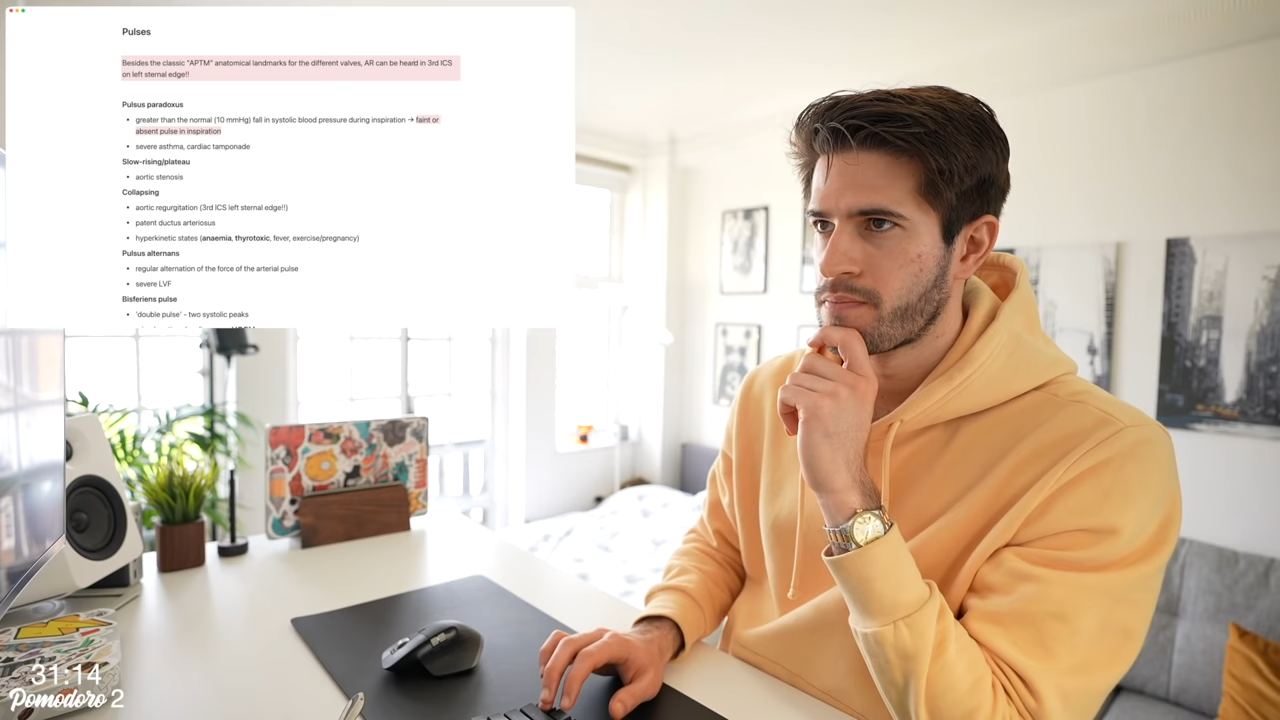 Pulses
Besides the classic "APTM" anatomical landmarks for the different valves, AR can be heard in 3rd ICS
on left sternal edge!!
Pulsus paradoxus
• greater than the normal (10 mmHg) fall in systolic blood pressure during inspiration → faint or
absent pulse in inspiration
• severe asthma, cardiac tamponade
Slow-rising/plateau
• aortic stenosis
Collapsing
• aortic regurgitation (3rd ICS left sternal edge!!)
• patent ductus arteriosus
• hyperkinetic states (anaemia, thyrotoxic, fever, exercise/pregnancy)
Pulsus alternans
• regular alternation of the force of the arterial pulse
• severe LVF
Bisferiens pulse
• 'double pulse' - two systolic peaks
31:14
Pomodoro 2